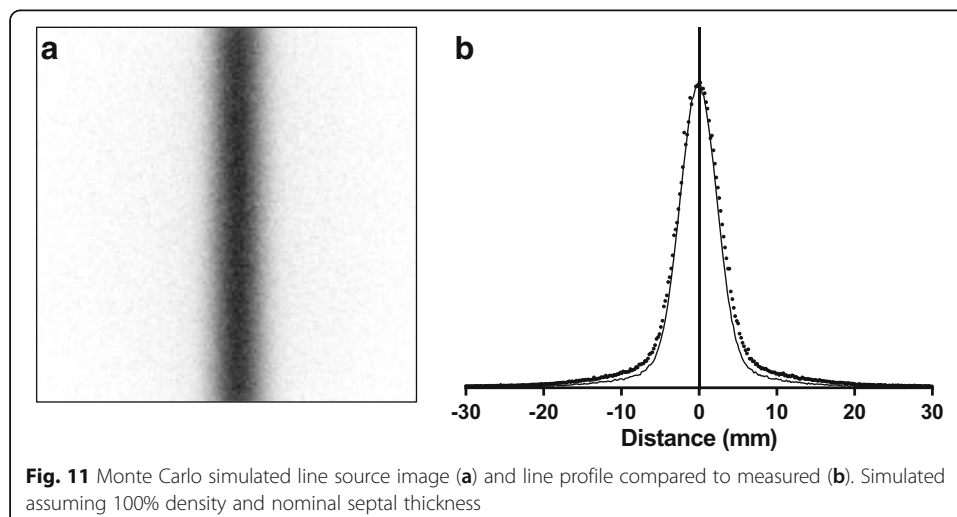 a
b
-30 -20 -10 0 10 20 30
Distance (mm)
Fig. 11 Monte Carlo simulated line source image (a) and line profile compared to measured (b). Simulated
assuming 100% density and nominal septal thickness